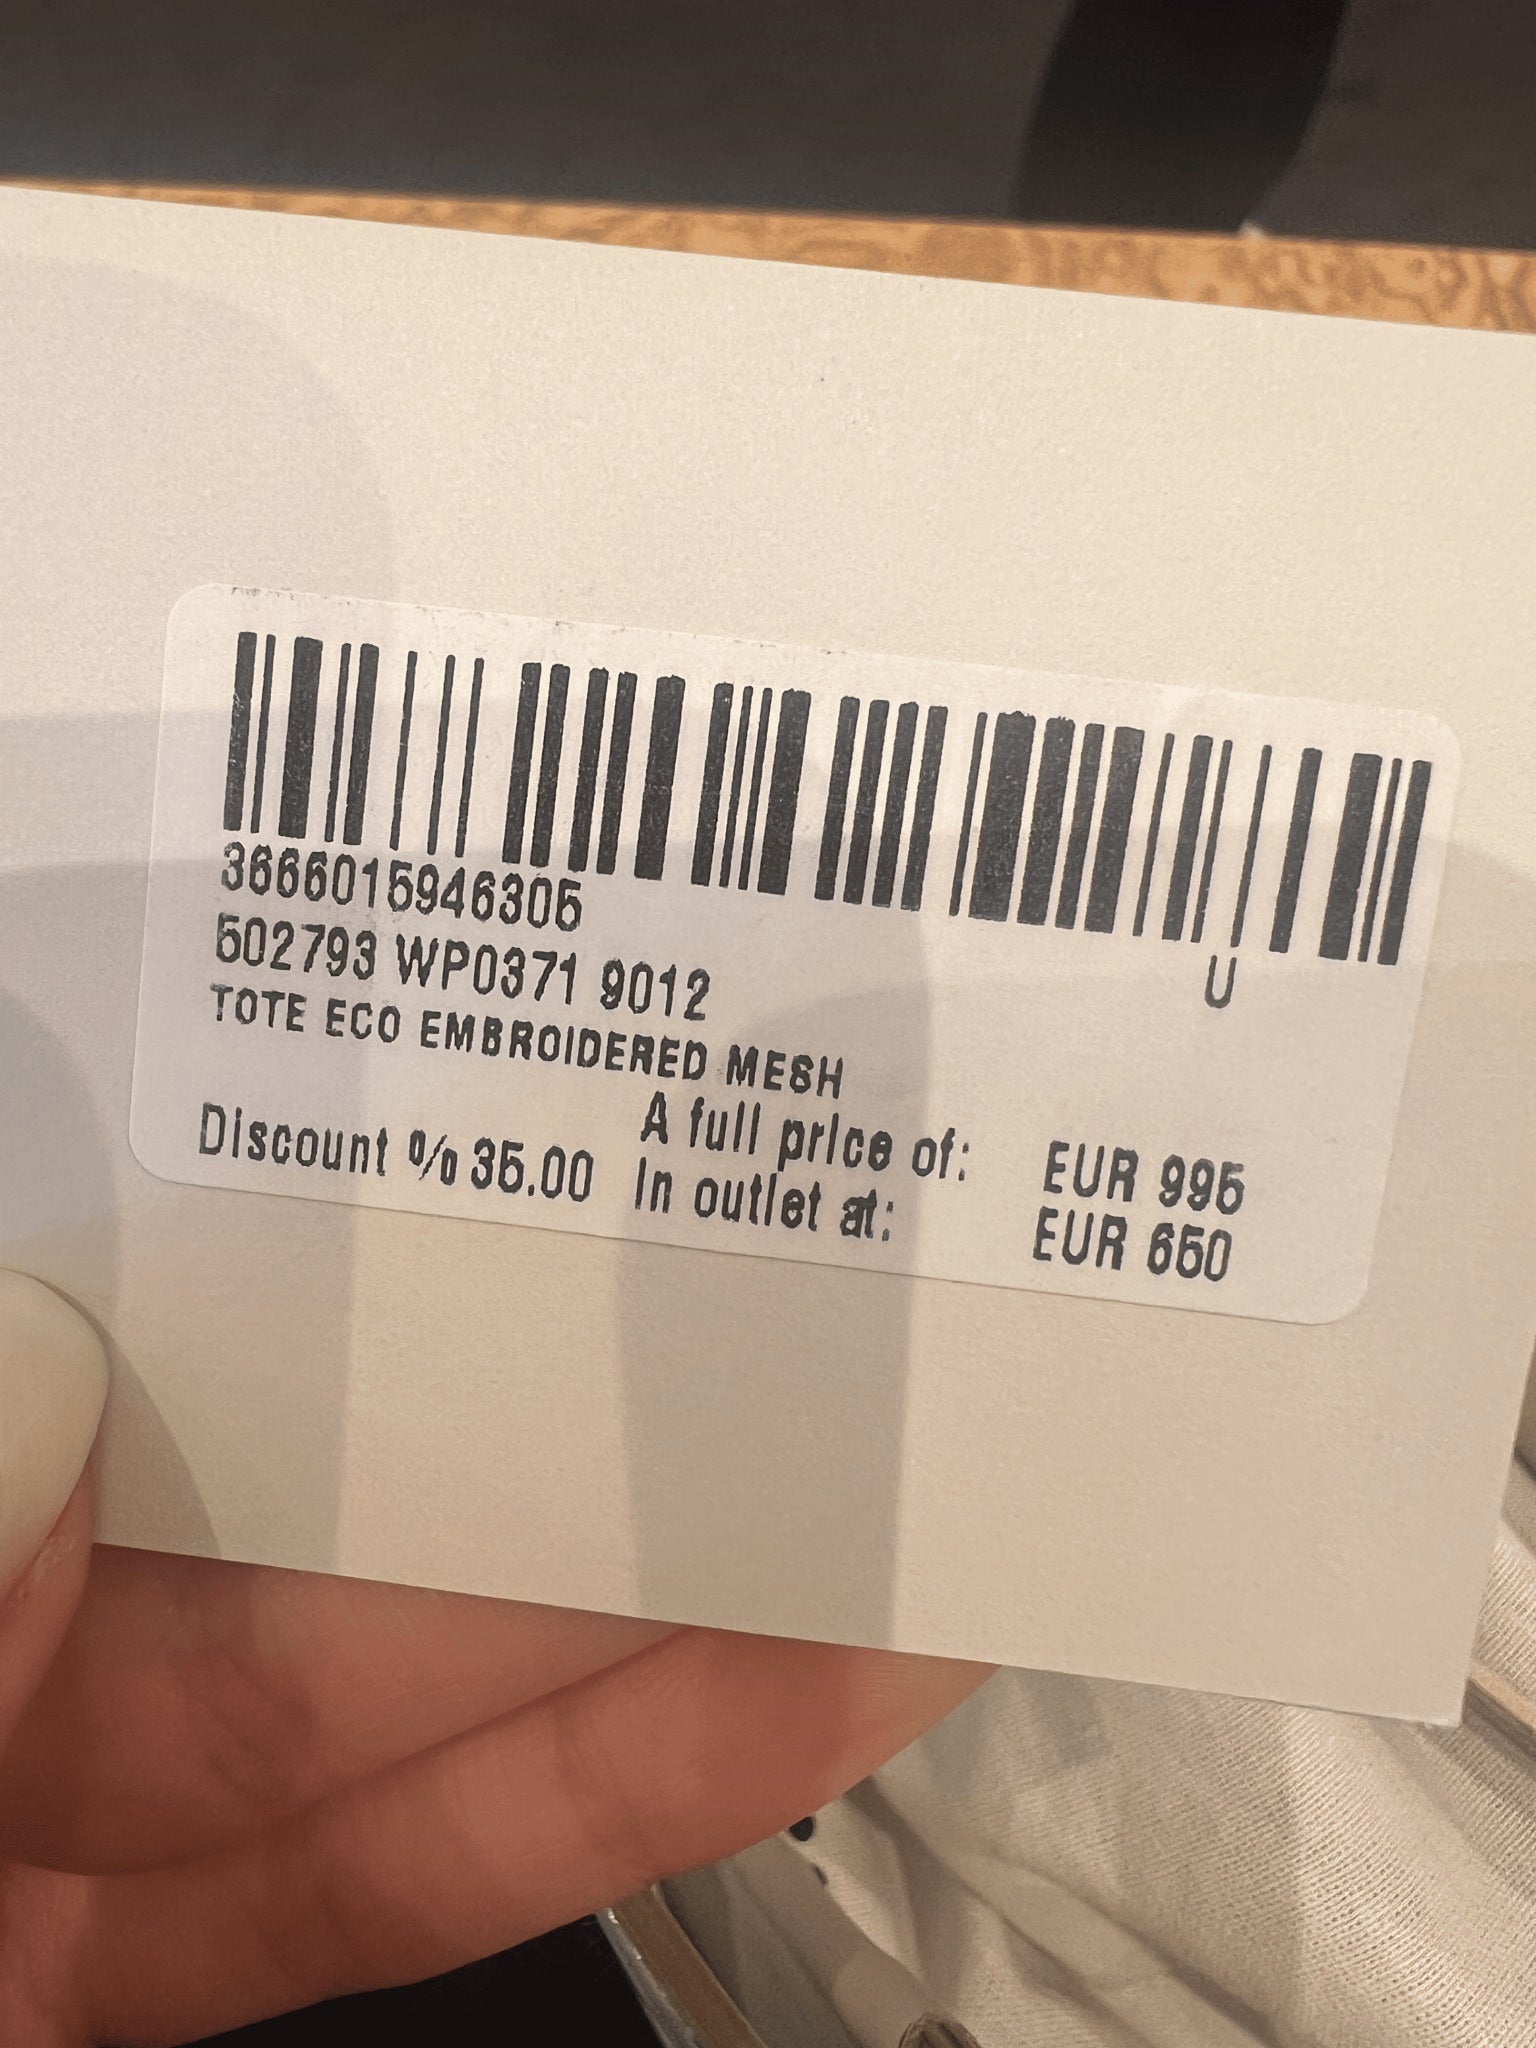 3666015946305
U
502793 WP0371 9012
TOTE ECO EMBROIDERED MESH
A full price of: EUR 995
Discount % 35.00 In outlet at: EUR 650